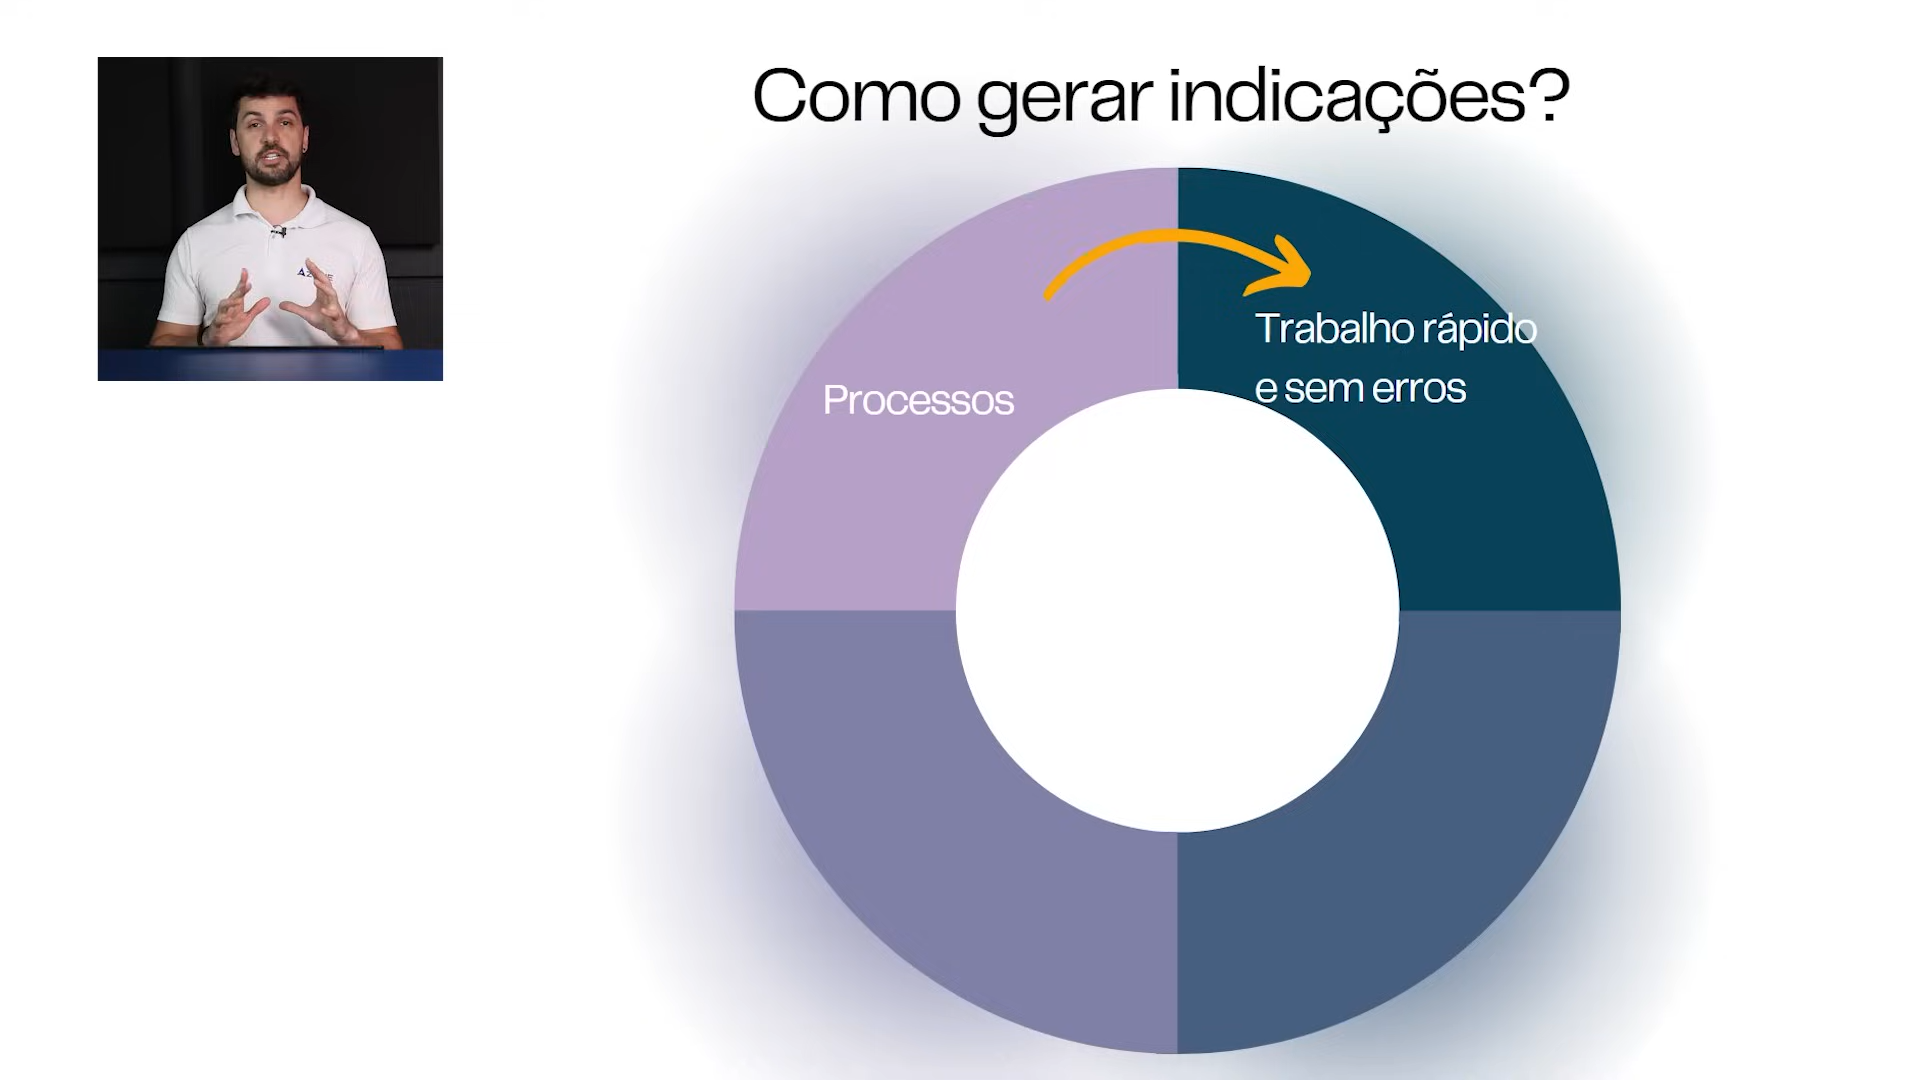 Como gerar indicações?
Trabalho rápido
e sem erros
Processos